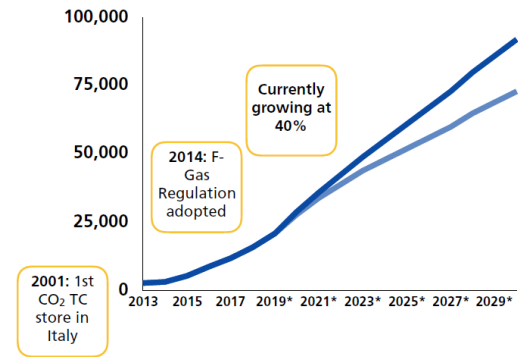 100,000
75,000
50,000
25,000
0
Currently
growing at
40%
2014: F-
Gas
Regulation
adopted
2001: 1st
CO₂ TC
store in
Italy
2013 2015 2017 2019* 2021* 2023* 2025* 2027* 2029*